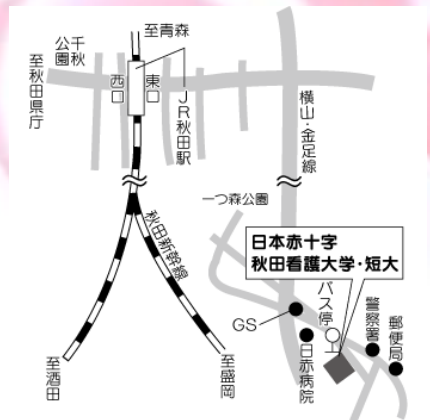 至青森
千秋
公園
至秋田県庁
西口
東口
JR秋田駅
横山・金足線
一つ森公園
秋田新幹線
日本赤十字
秋田看護大学・短大
バス停
GS
日赤病院
警察署
郵便局
至酒田
至盛岡